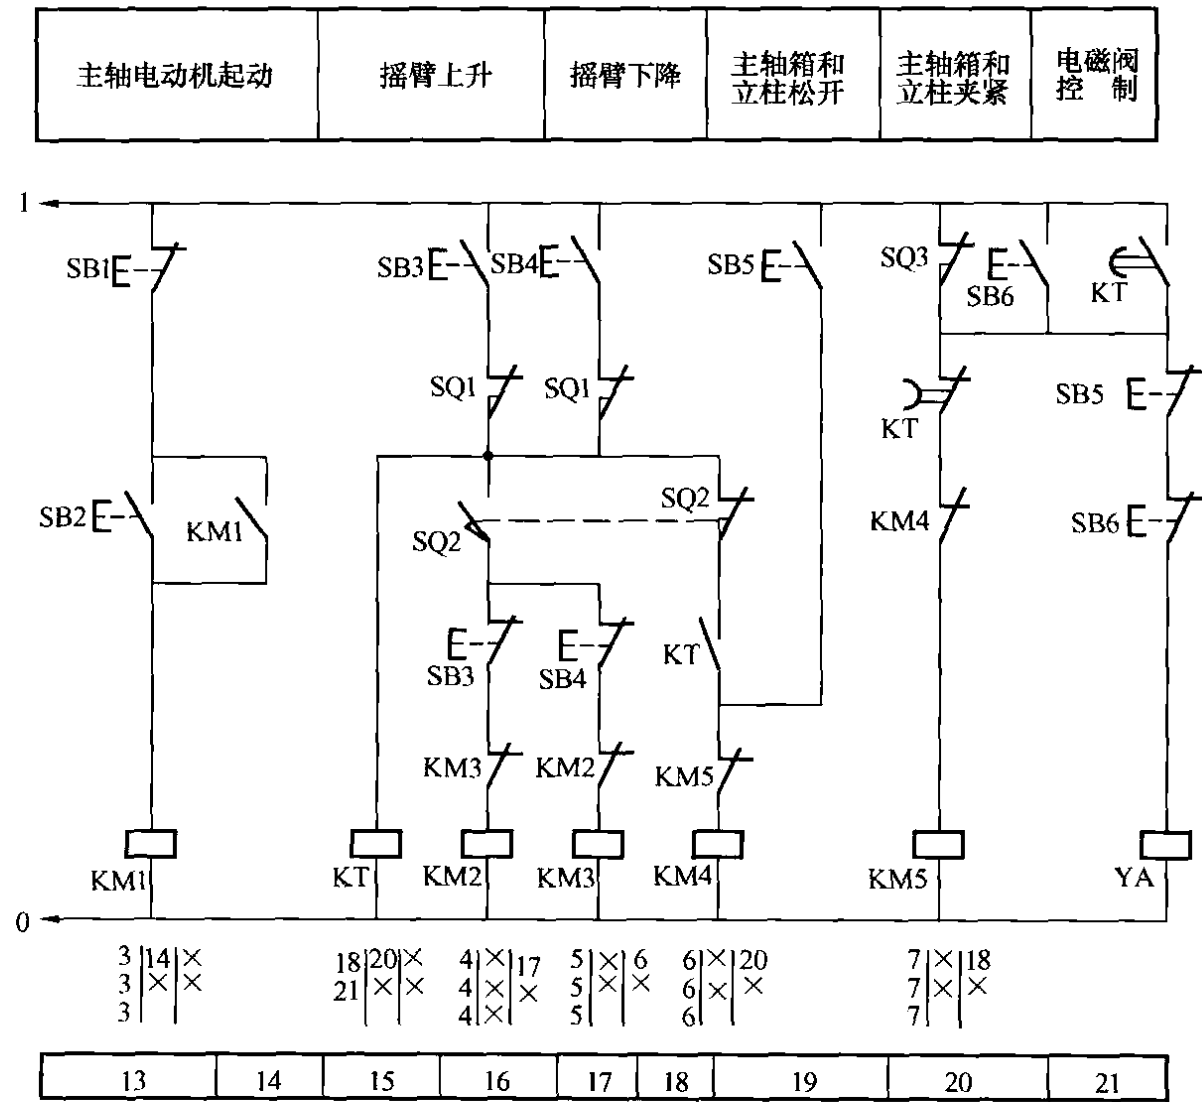 主轴电动机起动
摇臂上升
摇臂下降
主轴箱和
立柱松开
主轴箱和
立柱夹紧
电磁阀
控 制
1
SB1
SB3
SB4
SB5
SQ3
SB6
KT
SQ1
SQ1
KT
SB5
SB2
KM1
SQ2
SQ2
KM4
SB6
SB3
SB4
KT
KM3
KM2
KM5
KM1
KT
KM2
KM3
KM4
KM5
YA
0
3 14 ×
3 × ×
3
18 20 ×
21 × ×
4 × 17
4 × ×
4 ×
5 × 6
5 × ×
5
6 × 20
6 × ×
6
7 × 18
7 × ×
7
13 14 15 16 17 18 19 20 21